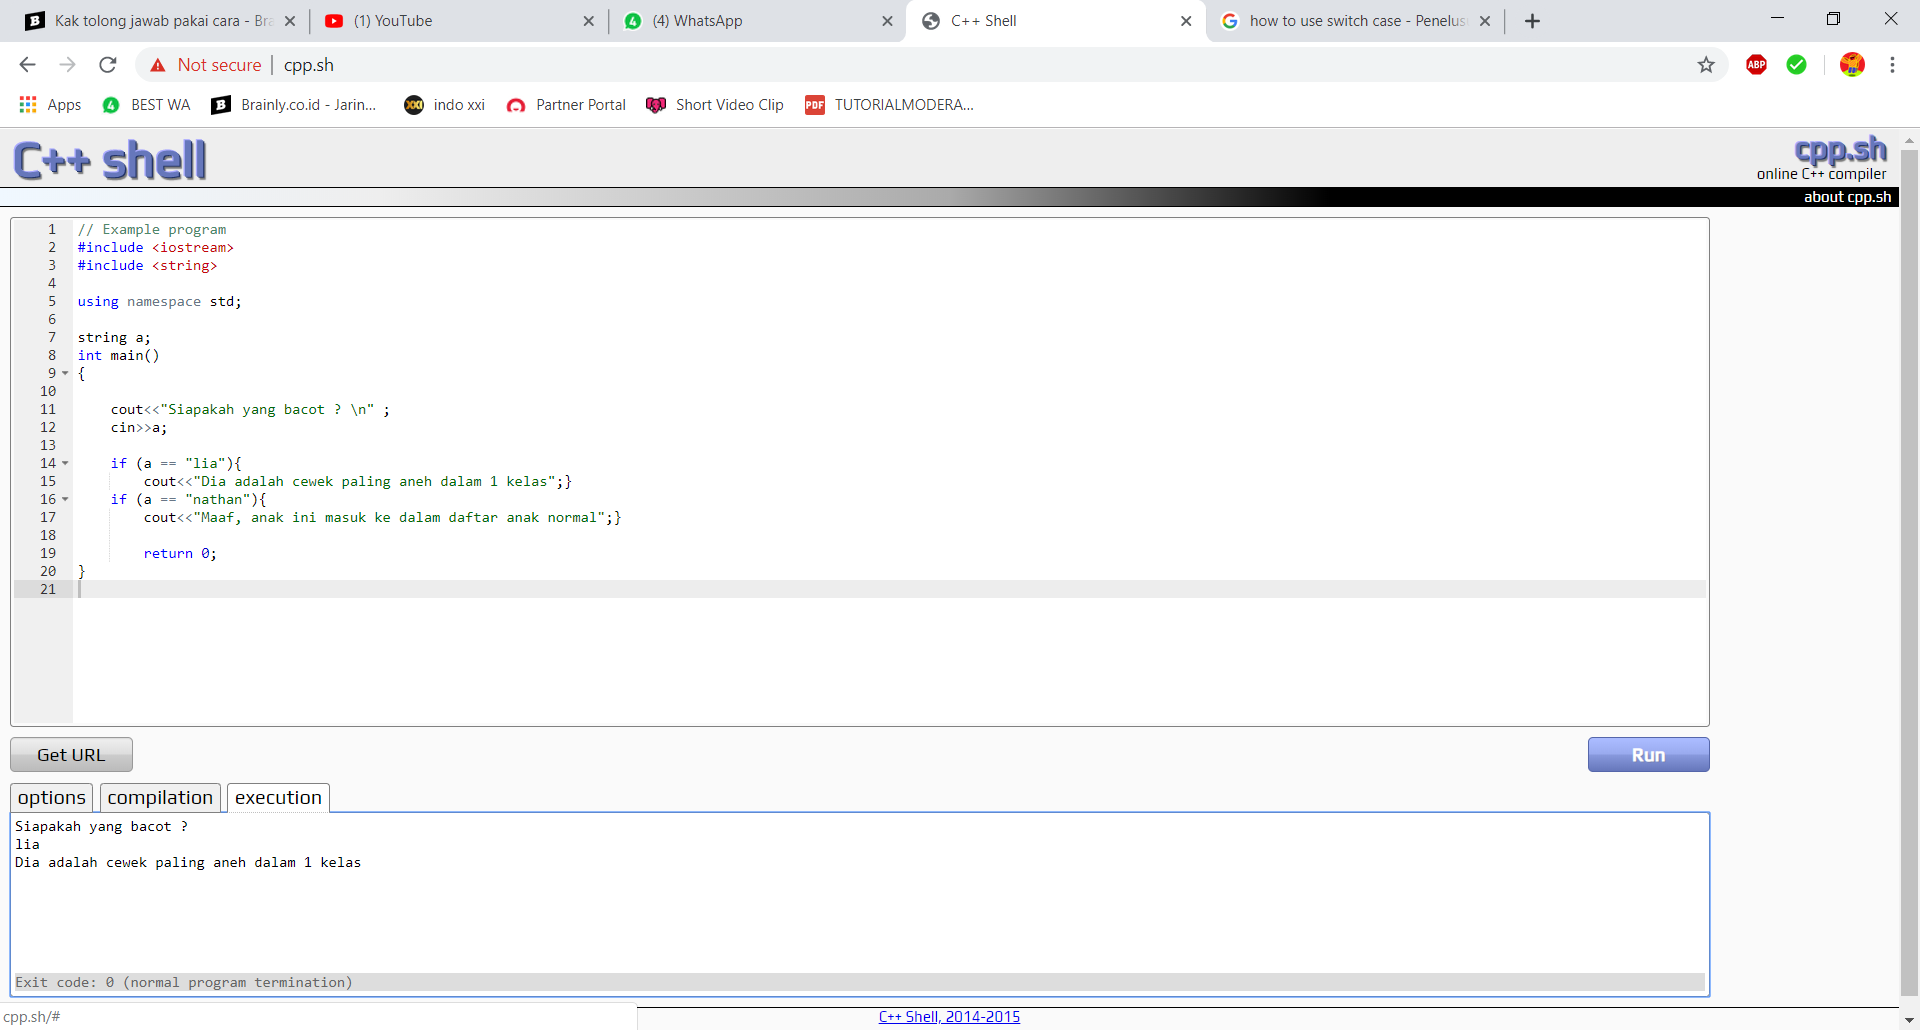 Kak tolong jawab pakai cara - Bra
(1) YouTube
(4) WhatsApp
C++ Shell
how to use switch case - Penelus
Not secure
cpp.sh
ABP
Apps
BEST WA
Brainly.co.id - Jarin...
indo xxi
Partner Portal
Short Video Clip
PDF
TUTORIALMODERA...
C++ shell
cpp.sh
online C++ compiler
about cpp.sh
1 // Example program
2 #include <iostream>
3 #include <string>
4
5 using namespace std;
6
7 string a;
8 int main()
9 {
10
11 cout<<"Siapakah yang bacot ? \n" ;
12 cin>>a;
13
14 if (a == "lia"){
15 cout<<"Dia adalah cewek paling aneh dalam 1 kelas";}
16 if (a == "nathan"){
17 cout<<"Maaf, anak ini masuk ke dalam daftar anak normal";}
18
19 return 0;
20 }
21
Get URL
Run
options compilation execution
Siapakah yang bacot ?
lia
Dia adalah cewek paling aneh dalam 1 kelas
Exit code: 0 (normal program termination)
cpp.sh/#
C++ Shell, 2014-2015